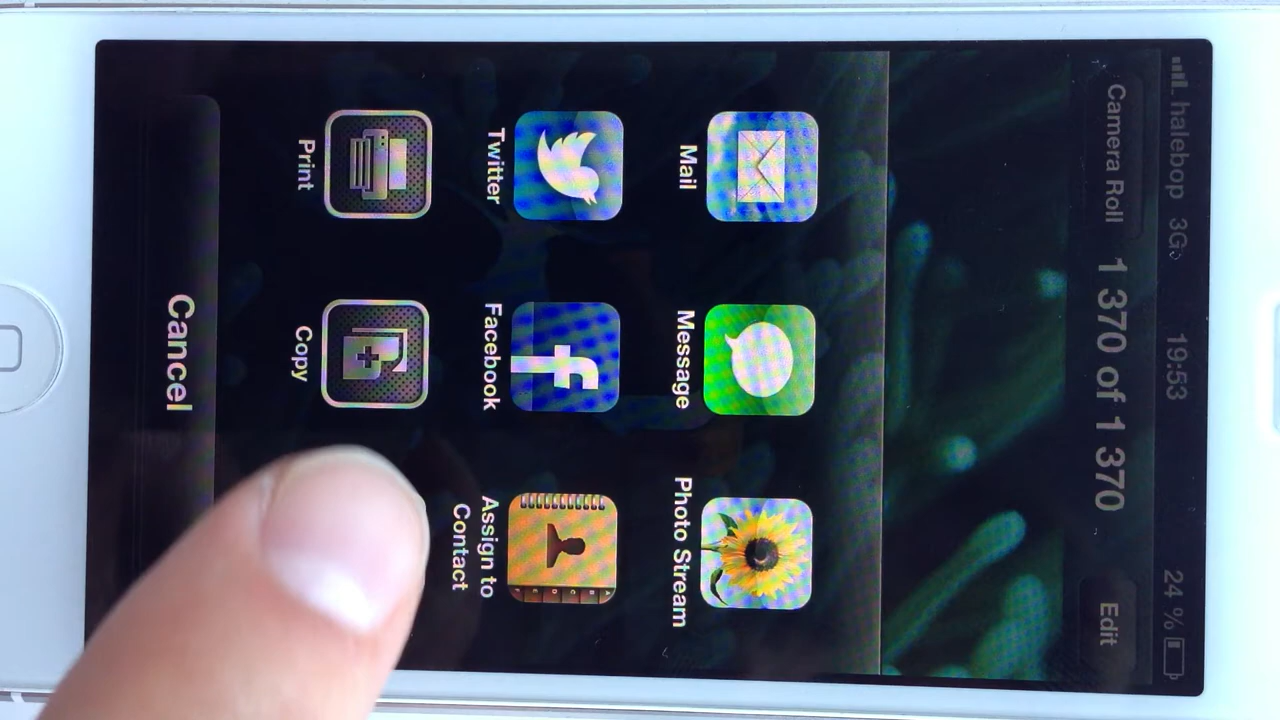 halebop 3G 19:53 24 %
Camera Roll 1 370 of 1 370 Edit
Mail Message Photo Stream
Twitter Facebook Assign to
Contact
Print Copy
Cancel